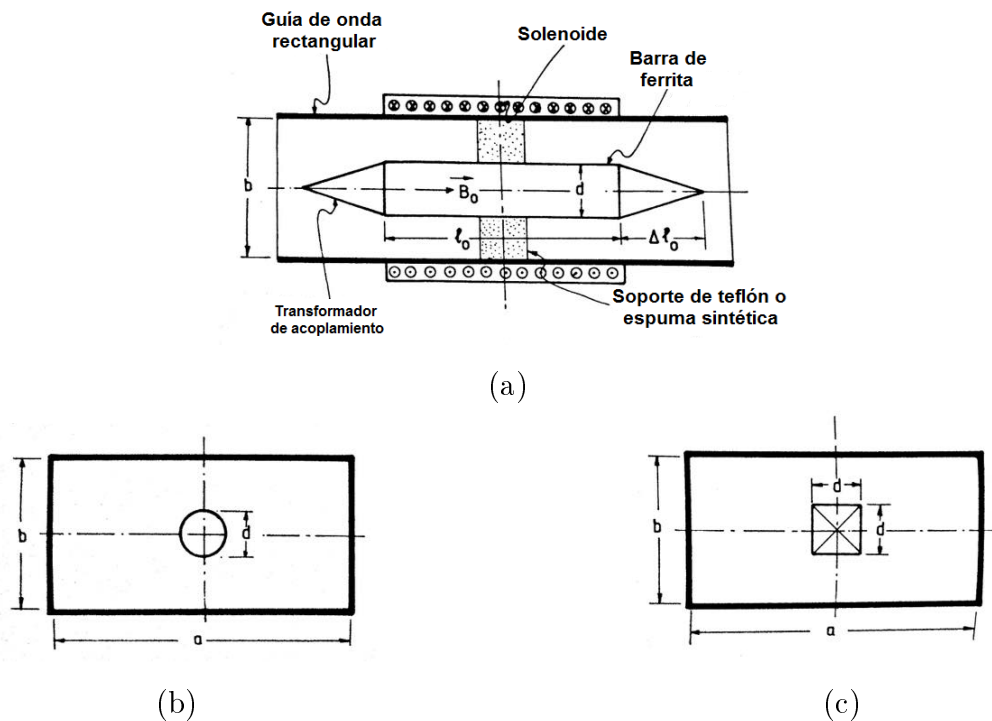 Guía de onda
rectangular
Solenoide
Barra de
ferrita
b
B₀
d
ℓ₀
Δℓ₀
Transformador
de acoplamiento
Soporte de teflón o
espuma sintética
(a)
b
d
a
d
b
d
a
(b)
(c)